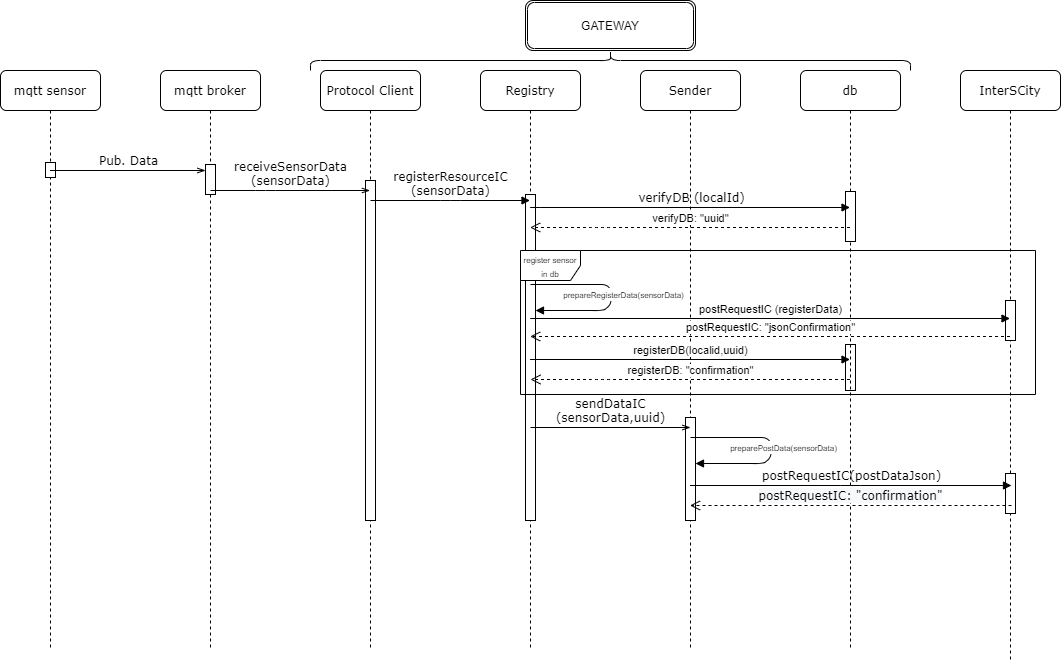 GATEWAY
mqtt sensor
mqtt broker
Protocol Client
Registry
Sender
db
InterSCity
Pub. Data
receiveSensorData
(sensorData)
registerResourceIC
(sensorData)
verifyDB (localId)
verifyDB: "uuid"
register sensor
in db
prepareRegisterData(sensorData)
postRequestIC (registerData)
postRequestIC: "jsonConfirmation"
registerDB(localid,uuid)
registerDB: "confirmation"
sendDataIC
(sensorData,uuid)
preparePostData(sensorData)
postRequestIC(postDataJson)
postRequestIC: "confirmation"